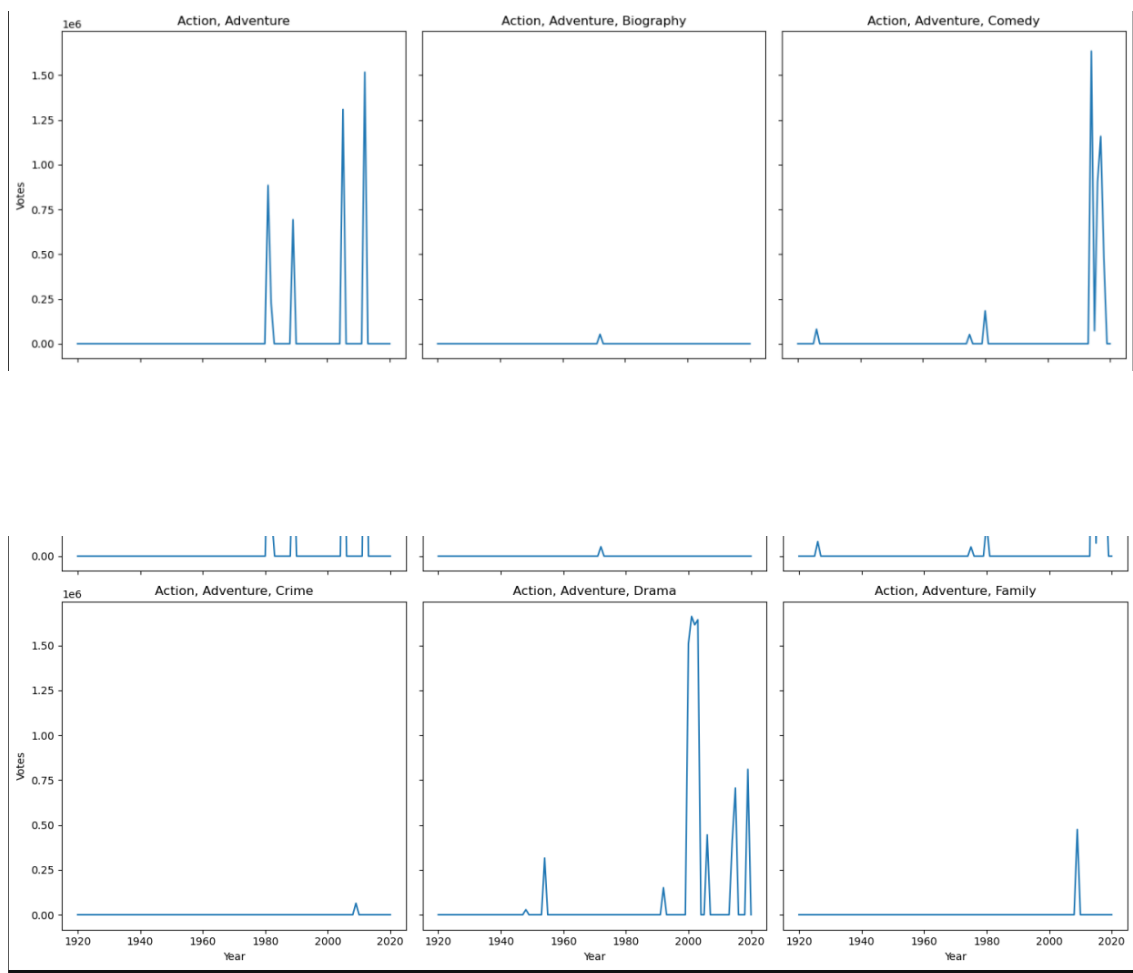 Action, Adventure
Action, Adventure, Biography
Action, Adventure, Comedy
1e6
1.50
1.25
1.00
0.75
0.50
0.25
0.00
Votes
0.00
Action, Adventure, Crime
Action, Adventure, Drama
Action, Adventure, Family
1e6
1.50
1.25
1.00
0.75
0.50
0.25
0.00
Votes
1920 1940 1960 1980 2000 2020
1920 1940 1960 1980 2000 2020
1920 1940 1960 1980 2000 2020
Year
Year
Year